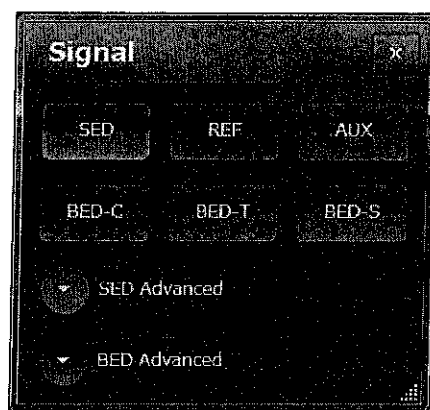 Signal x
SED REF AUX
BED-C BED-T BED-S
SED Advanced
BED Advanced